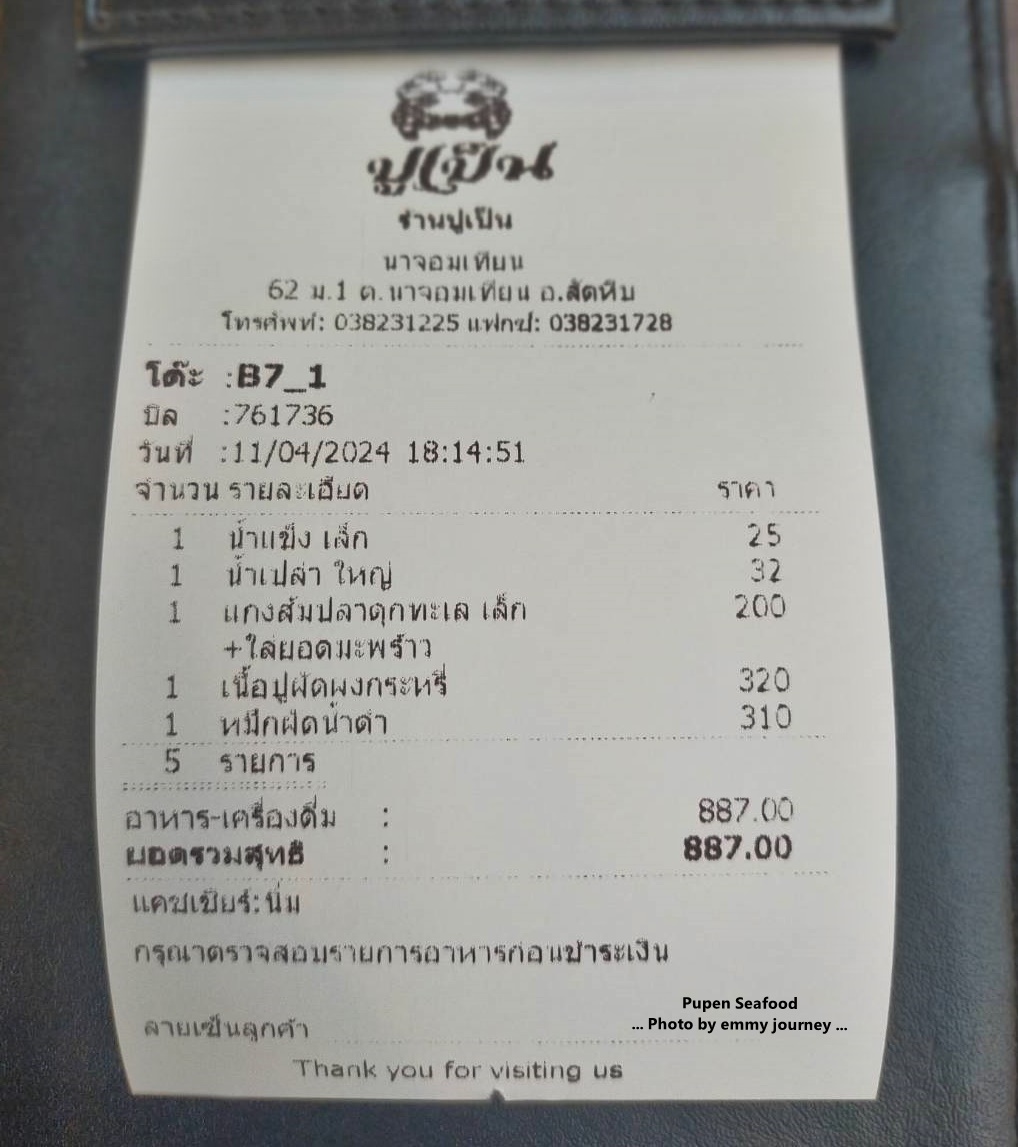 ปูเป็น
ร้านปูเป็น
นาจอมเทียน
62 ม.1 ต.นาจอมเทียน อ.สัตหีบ
โทรศัพท์: 038231225 แฟกซ์: 038231728
โต๊ะ :B7_1
บิล :761736
วันที่ :11/04/2024 18:14:51
จำนวน รายละเอียด ราคา
1 น้ำแข็ง เล็ก 25
1 น้ำเปล่า ใหญ่ 32
1 แกงส้มปลาดุกทะเล เล็ก 200
+ใส่ยอดมะพร้าว
1 เนื้อปูผัดผงกระหรี่ 320
1 หมึกผัดน้ำดำ 310
5 รายการ
อาหาร-เครื่องดื่ม : 887.00
ยอดรวมสุทธิ : 887.00
แคชเชียร์:นิ่ม
กรุณาตรวจสอบรายการอาหารก่อนชำระเงิน
Pupen Seafood
... Photo by emmy journey ...
ลายเซ็นลูกค้า
Thank you for visiting us